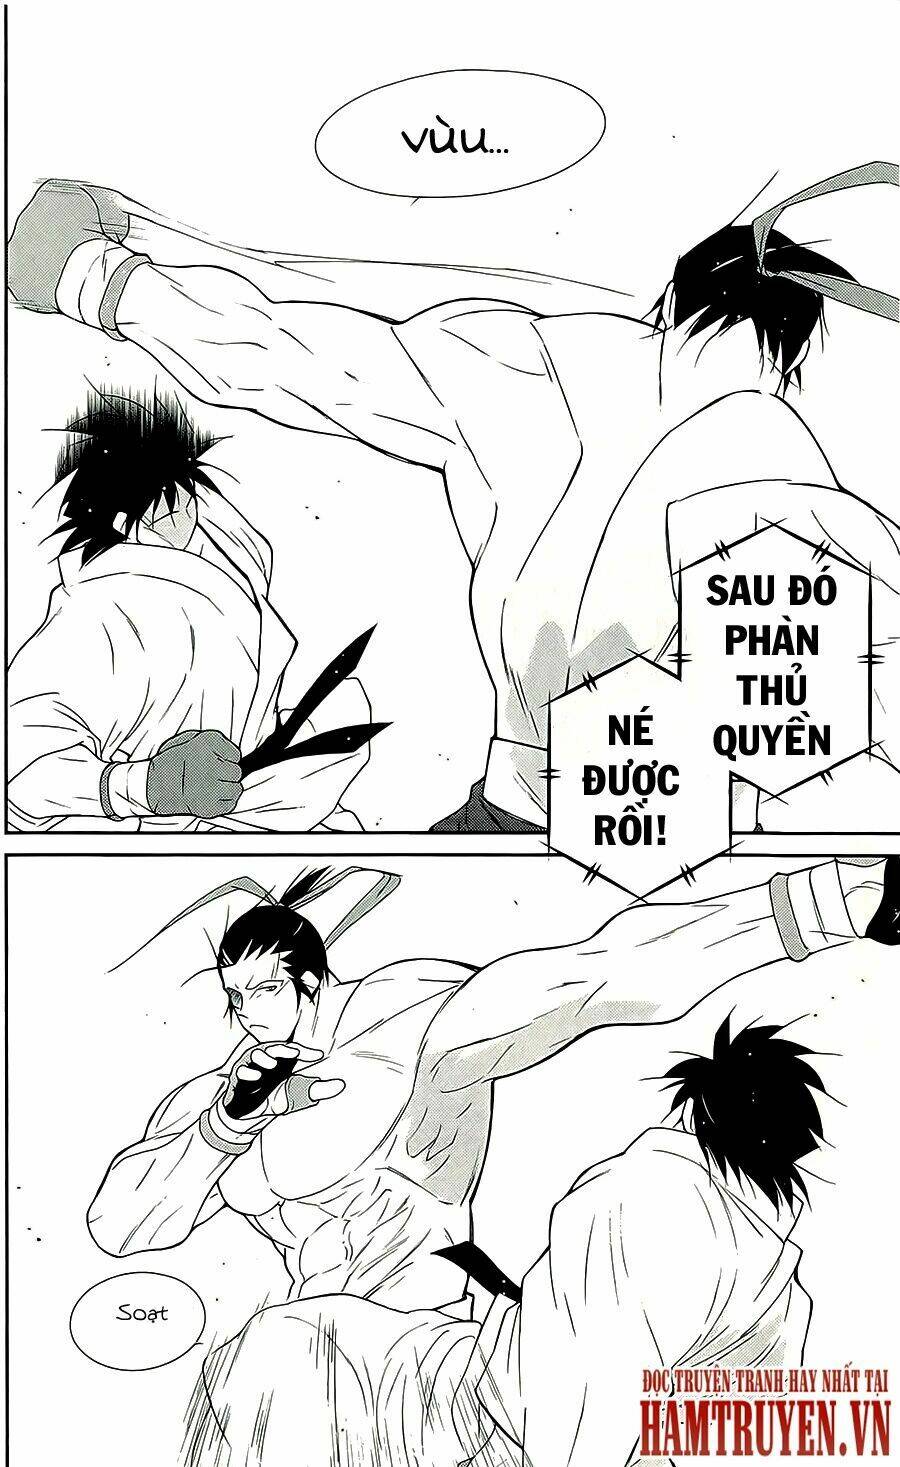 vùu...
SAU ĐÓ
PHẢN
THỦ
QUYỀN
NÉ
ĐƯỢC
RỒI!
Soạt
ĐỌC TRUYỆN TRANH HAY NHẤT TẠI
HAMTRUYEN.VN